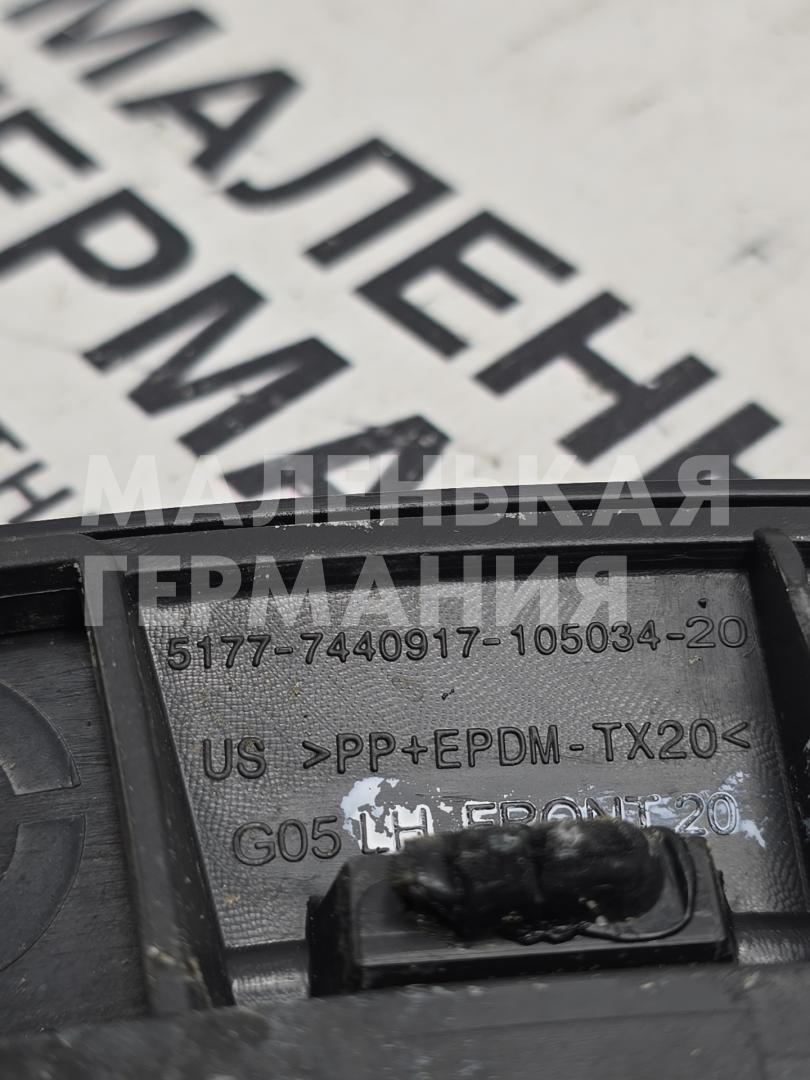 МАЛЕНЬКАЯ
ГЕРМАНИЯ
5177-7440917-105034-20
US >PP+EPDM-TX20<
G05 LH FRONT 20